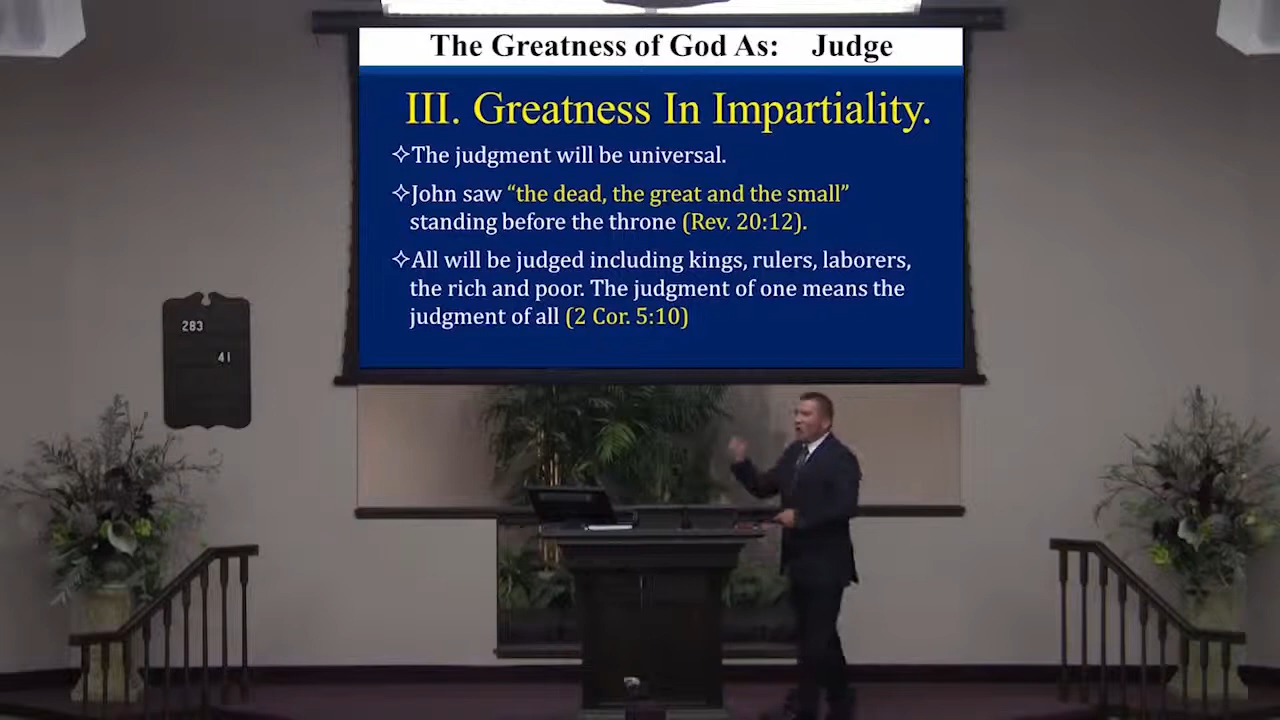 The Greatness of God As: Judge
III. Greatness In Impartiality.
✧The judgment will be universal.
✧John saw “the dead, the great and the small”
standing before the throne (Rev. 20:12).
✧All will be judged including kings, rulers, laborers,
the rich and poor. The judgment of one means the
judgment of all (2 Cor. 5:10)
283
41